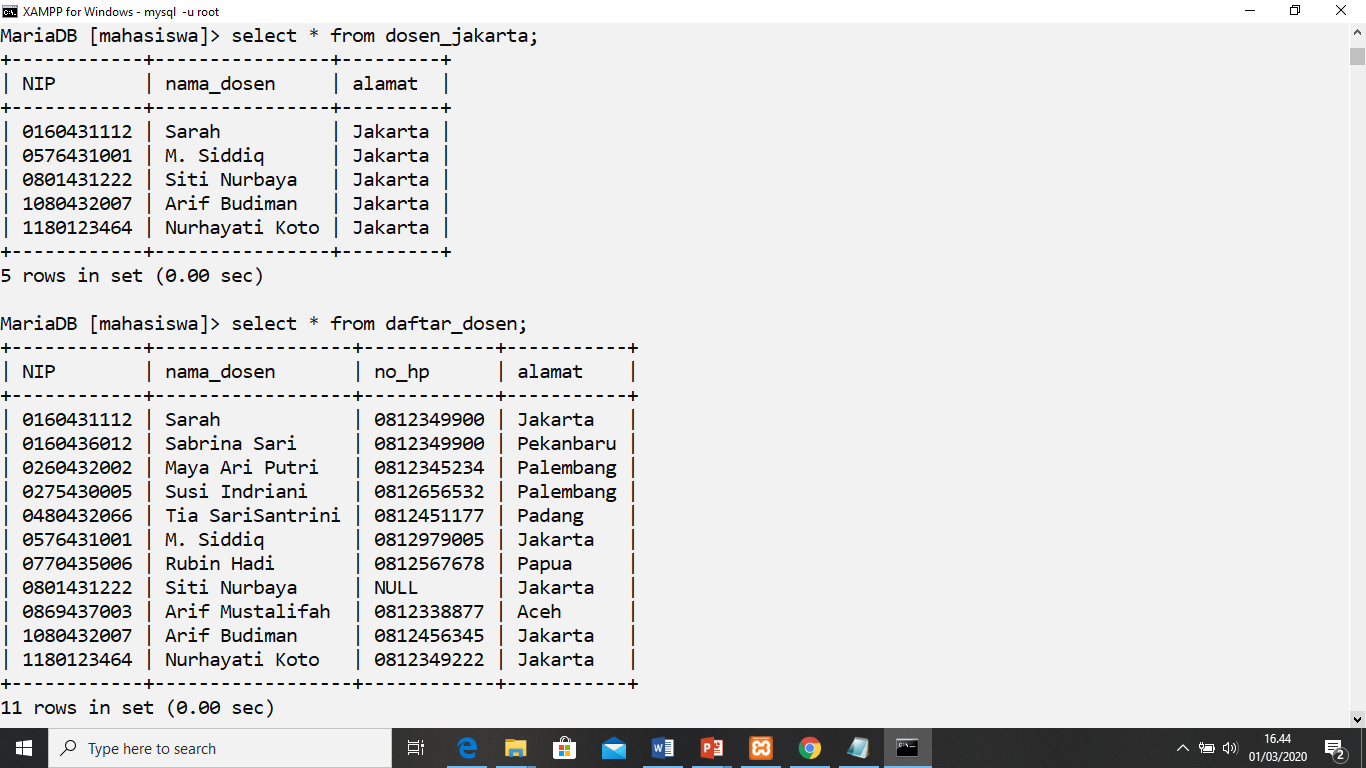 XAMPP for Windows - mysql  -u root
MariaDB [mahasiswa]> select * from dosen_jakarta;
+------------+----------------+---------+
| NIP        | nama_dosen     | alamat  |
+------------+----------------+---------+
| 0160431112 | Sarah          | Jakarta |
| 0576431001 | M. Siddiq      | Jakarta |
| 0801431222 | Siti Nurbaya   | Jakarta |
| 1080432007 | Arif Budiman   | Jakarta |
| 1180123464 | Nurhayati Koto | Jakarta |
+------------+----------------+---------+
5 rows in set (0.00 sec)
MariaDB [mahasiswa]> select * from daftar_dosen;
+------------+------------------+------------+-----------+
| NIP        | nama_dosen       | no_hp      | alamat    |
+------------+------------------+------------+-----------+
| 0160431112 | Sarah            | 0812349900 | Jakarta   |
| 0160436012 | Sabrina Sari     | 0812349900 | Pekanbaru |
| 0260432002 | Maya Ari Putri   | 0812345234 | Palembang |
| 0275430005 | Susi Indriani    | 0812656532 | Palembang |
| 0480432066 | Tia SariSantrini | 0812451177 | Padang    |
| 0576431001 | M. Siddiq        | 0812979005 | Jakarta   |
| 0770435006 | Rubin Hadi       | 0812567678 | Papua     |
| 0801431222 | Siti Nurbaya     | NULL       | Jakarta   |
| 0869437003 | Arif Mustalifah  | 0812338877 | Aceh      |
| 1080432007 | Arif Budiman     | 0812456345 | Jakarta   |
| 1180123464 | Nurhayati Koto   | 0812349222 | Jakarta   |
+------------+------------------+------------+-----------+
11 rows in set (0.00 sec)
Type here to search
16.44
01/03/2020
2